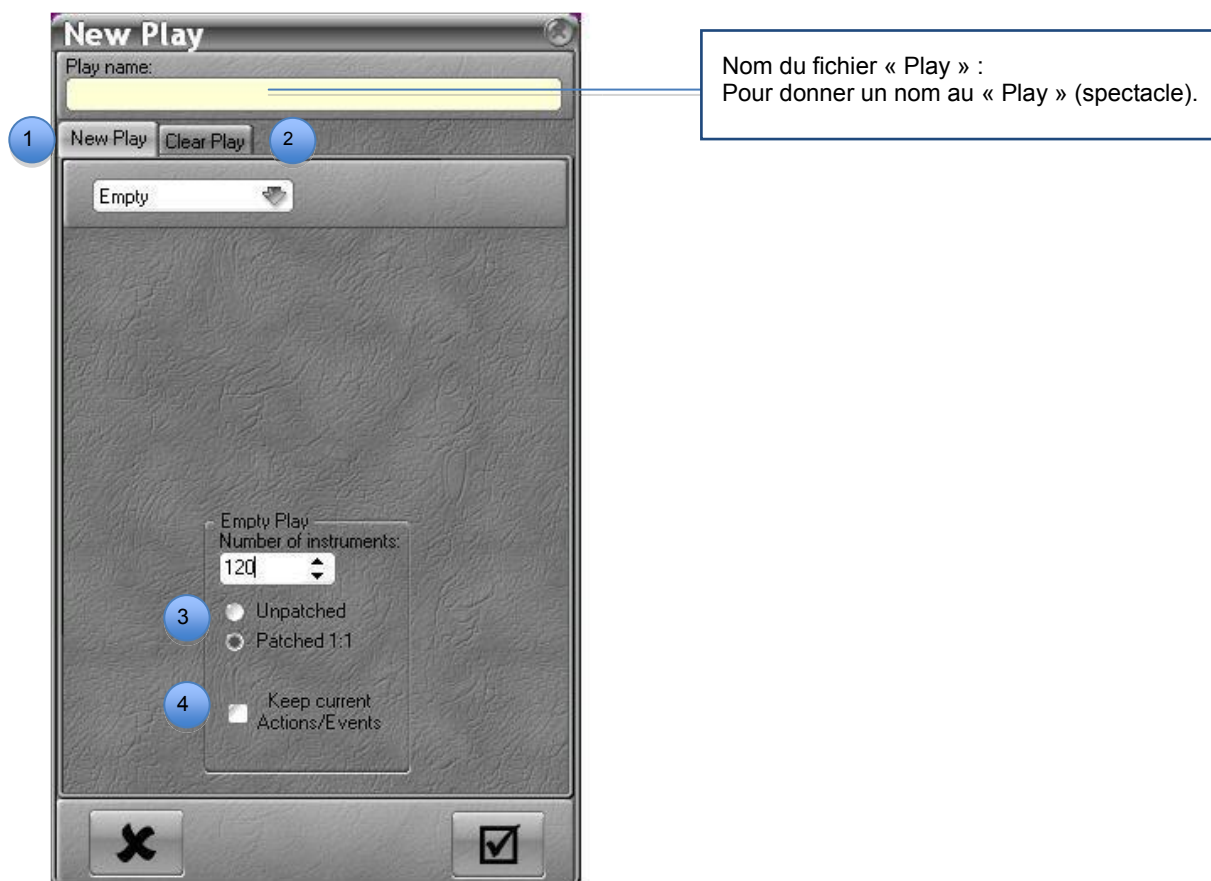 New Play
Play name:
Nom du fichier « Play » :
Pour donner un nom au « Play » (spectacle).
1
New Play
Clear Play
2
Empty
Empty Play
Number of instruments:
120
3
Unpatched
Patched 1:1
4
Keep current
Actions/Events